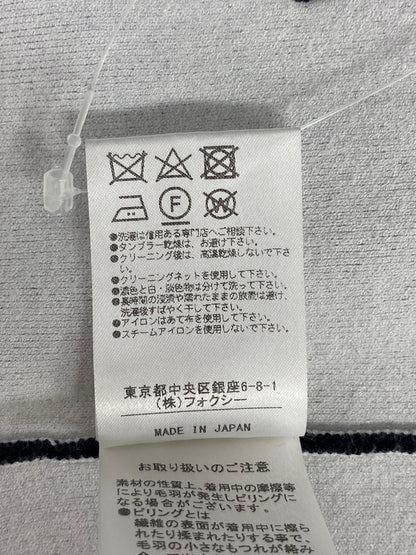 F W
●洗濯は信用ある専門店へご相談下さい。
●タンブラー乾燥は、お避け下さい。
●クリーニング後は、高温乾燥しないで下さい。
●クリーニングネットを使用して下さい。
●濃色と白・淡色物は分けて洗って下さい。
●長時間の浸漬や濡れたままの放置は避け、
洗濯後すばやく干して下さい。
●アイロンはあて布を使用して下さい。
●スチームアイロンを使用して下さい。
東京都中央区銀座6-8-1
(株)フォクシー
MADE IN JAPAN
お取り扱いのご注意
素材の性質上、着用中の摩擦等
により毛羽が発生しピリングに
なる場合がございます。
●ピリングとは
繊維の表面が着用中に擦ら
れたり揉まれたりする事で、
毛羽の小さなもつれが絡み